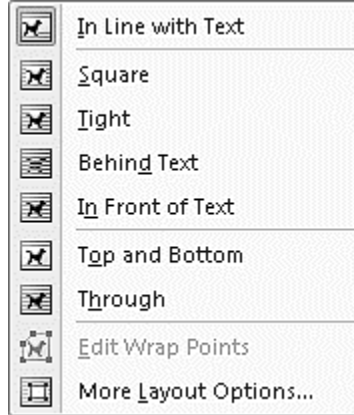 In Line with Text
Square
Tight
Behind Text
In Front of Text
Top and Bottom
Through
Edit Wrap Points
More Layout Options...